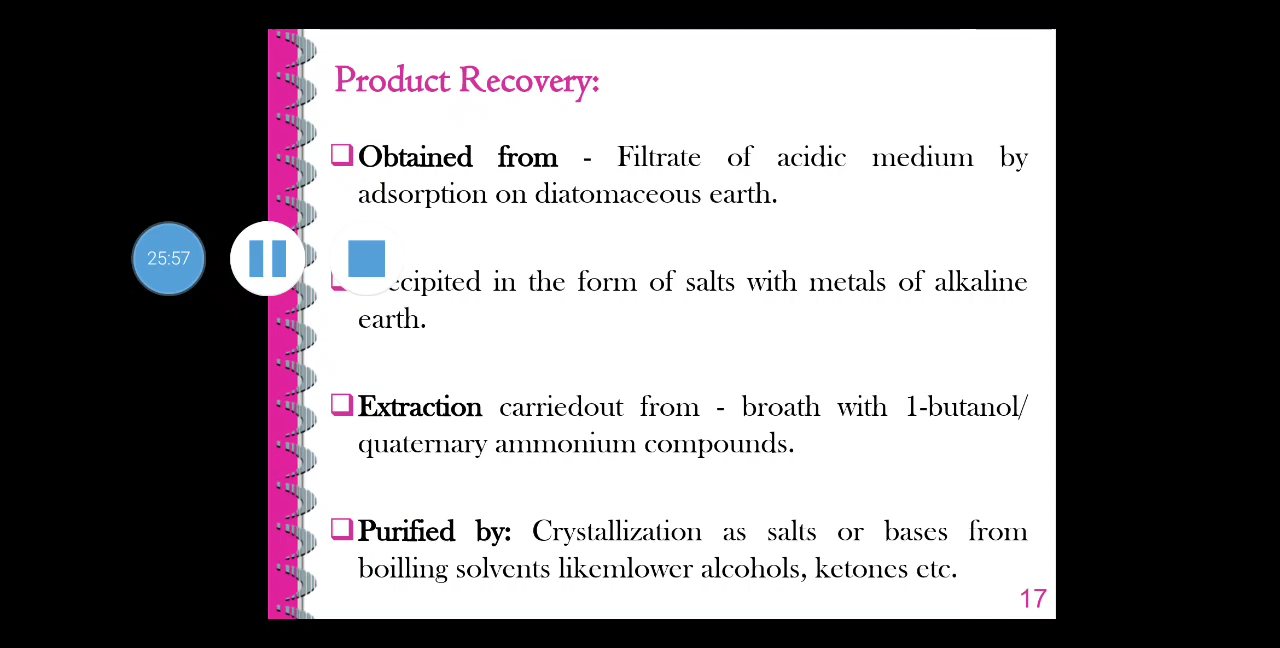 Product Recovery:
Obtained from - Filtrate of acidic medium by
adsorption on diatomaceous earth.
25:57
in the form of salts with metals of alkaline
earth.
Extraction carriedout from - broath with 1-butanol/
quaternary ammonium compounds.
Purified by: Crystallization as salts or bases from
boilling solvents likemlower alcohols, ketones etc.
17